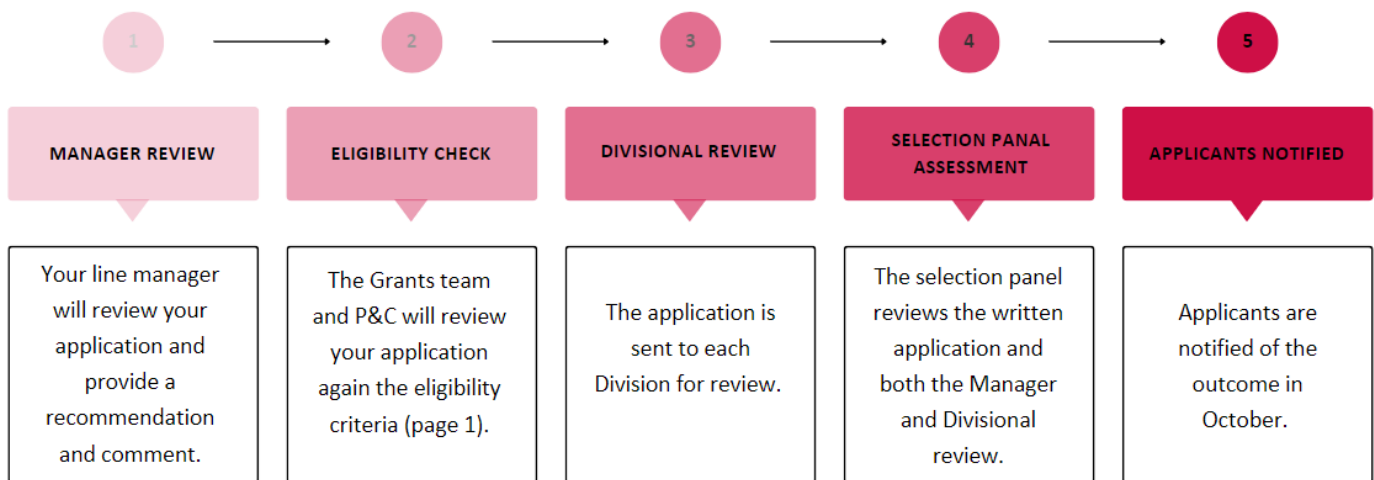 1
2
3
4
5
MANAGER REVIEW
ELIGIBILITY CHECK
DIVISIONAL REVIEW
SELECTION PANAL
ASSESSMENT
APPLICANTS NOTIFIED
Your line manager
will review your
application and
provide a
recommendation
and comment.
The Grants team
and P&C will review
your application
again the eligibility
criteria (page 1).
The application is
sent to each
Division for review.
The selection panel
reviews the written
application and
both the Manager
and Divisional
review.
Applicants are
notified of the
outcome in
October.